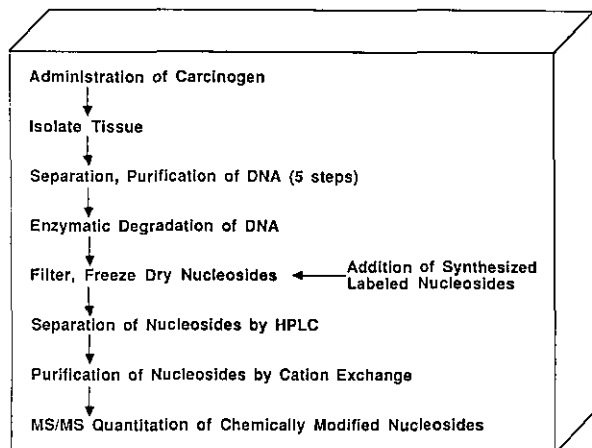 Administration of Carcinogen
Isolate Tissue
Separation, Purification of DNA (5 steps)
Enzymatic Degradation of DNA
Filter, Freeze Dry Nucleosides
Addition of Synthesized
Labeled Nucleosides
Separation of Nucleosides by HPLC
Purification of Nucleosides by Cation Exchange
MS/MS Quantitation of Chemically Modified Nucleosides